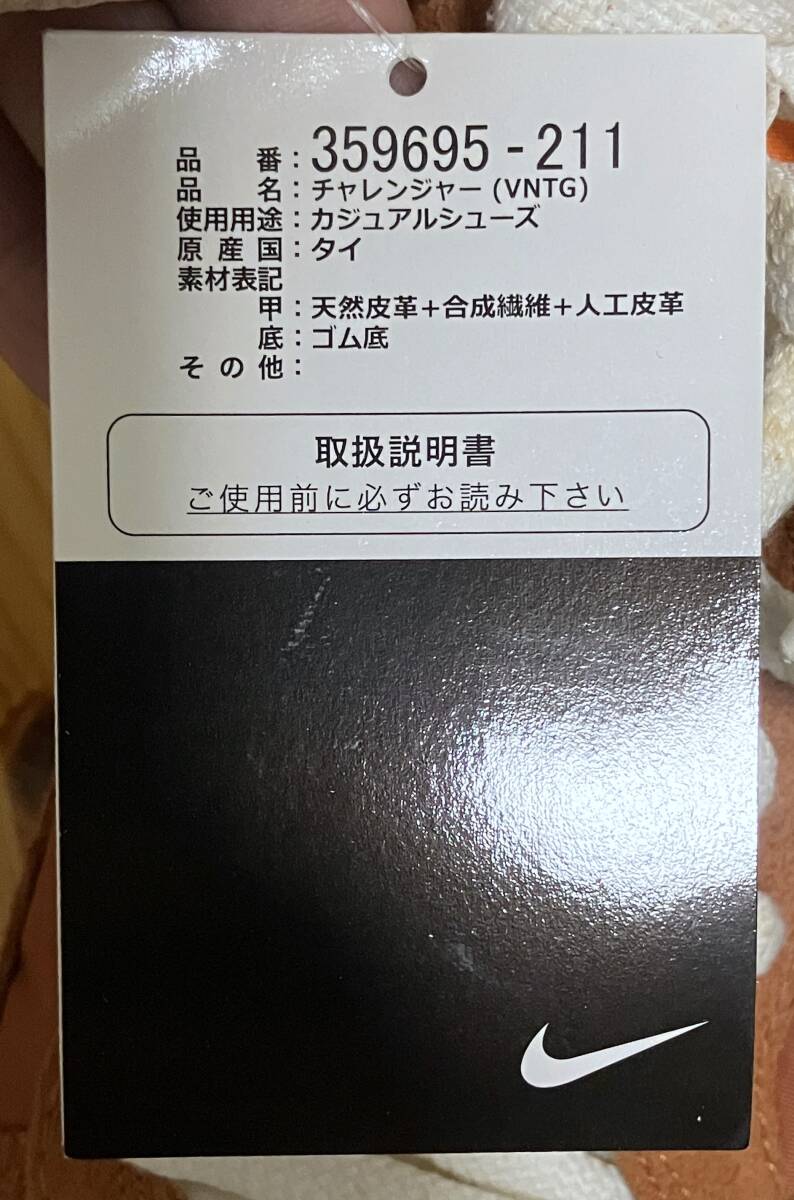 品番：359695-211
品名：チャレンジャー (VNTG)
使用用途：カジュアルシューズ
原産国：タイ
素材表記
甲：天然皮革+合成繊維+人工皮革
底：ゴム底
その他：
取扱説明書
ご使用前に必ずお読み下さい